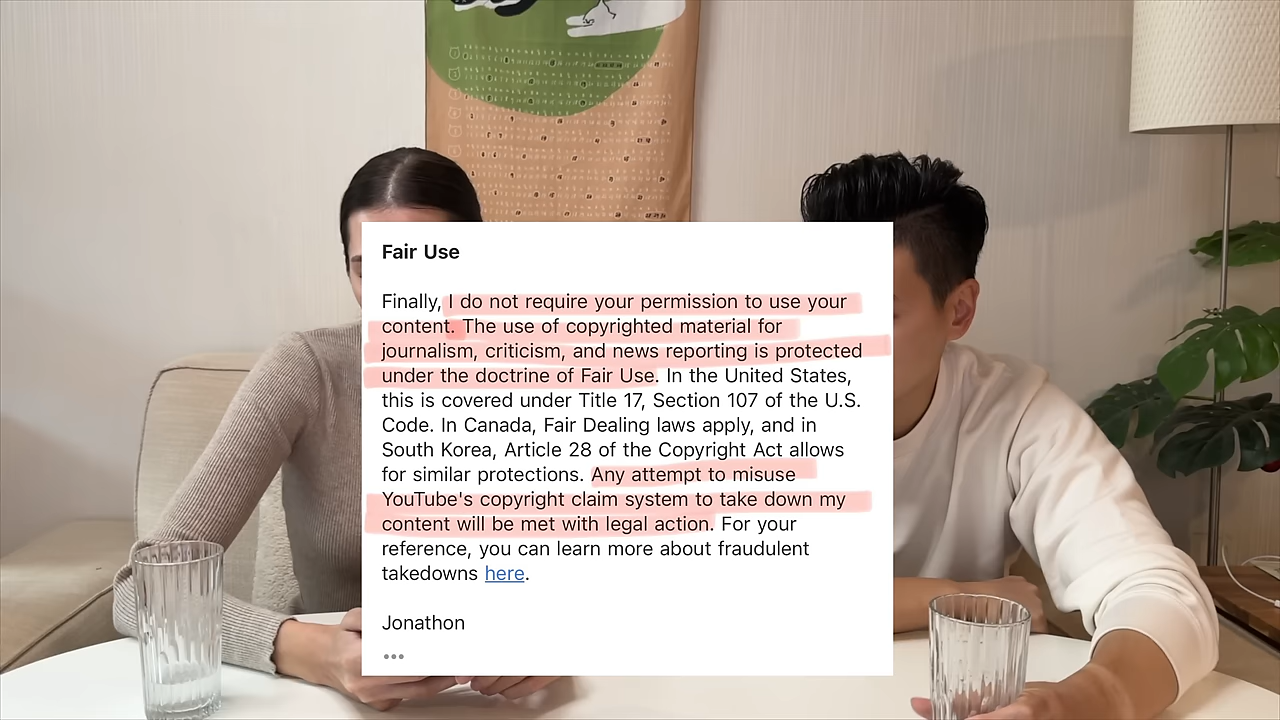 Fair Use
Finally, I do not require your permission to use your
content. The use of copyrighted material for
journalism, criticism, and news reporting is protected
under the doctrine of Fair Use. In the United States,
this is covered under Title 17, Section 107 of the U.S.
Code. In Canada, Fair Dealing laws apply, and in
South Korea, Article 28 of the Copyright Act allows
for similar protections. Any attempt to misuse
YouTube's copyright claim system to take down my
content will be met with legal action. For your
reference, you can learn more about fraudulent
takedowns here.
Jonathon